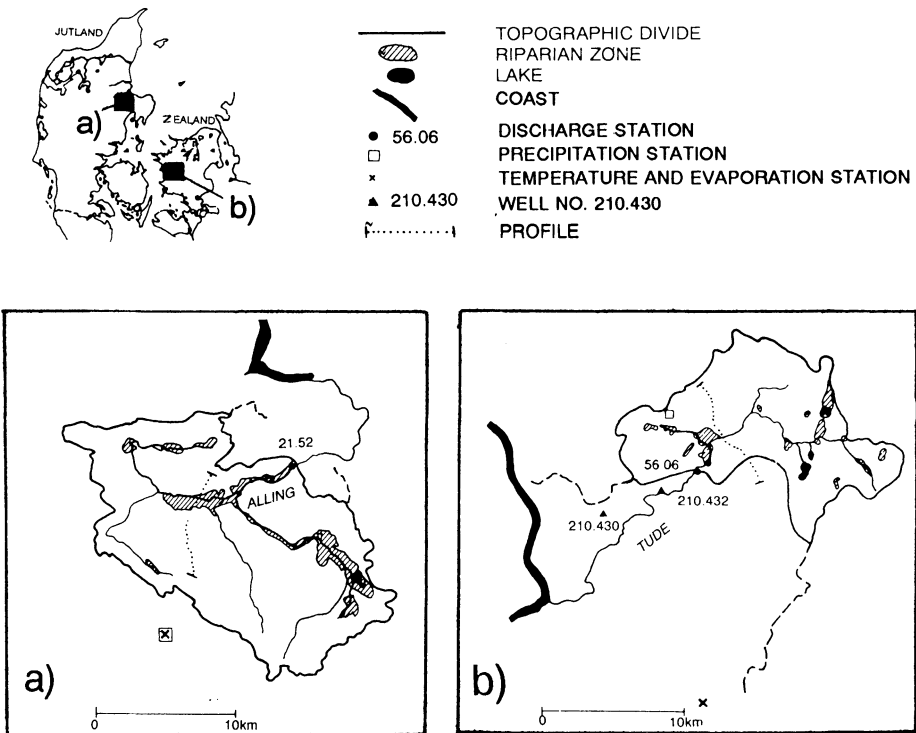 JUTLAND
ZEALAND
a)
b)
TOPOGRAPHIC DIVIDE
RIPARIAN ZONE
LAKE
COAST
56.06 DISCHARGE STATION
PRECIPITATION STATION
TEMPERATURE AND EVAPORATION STATION
210.430 WELL NO. 210.430
PROFILE
21.52
ALLING
a)
0 10km
56 06
210.432
210.430
TUDE
b)
0 10km